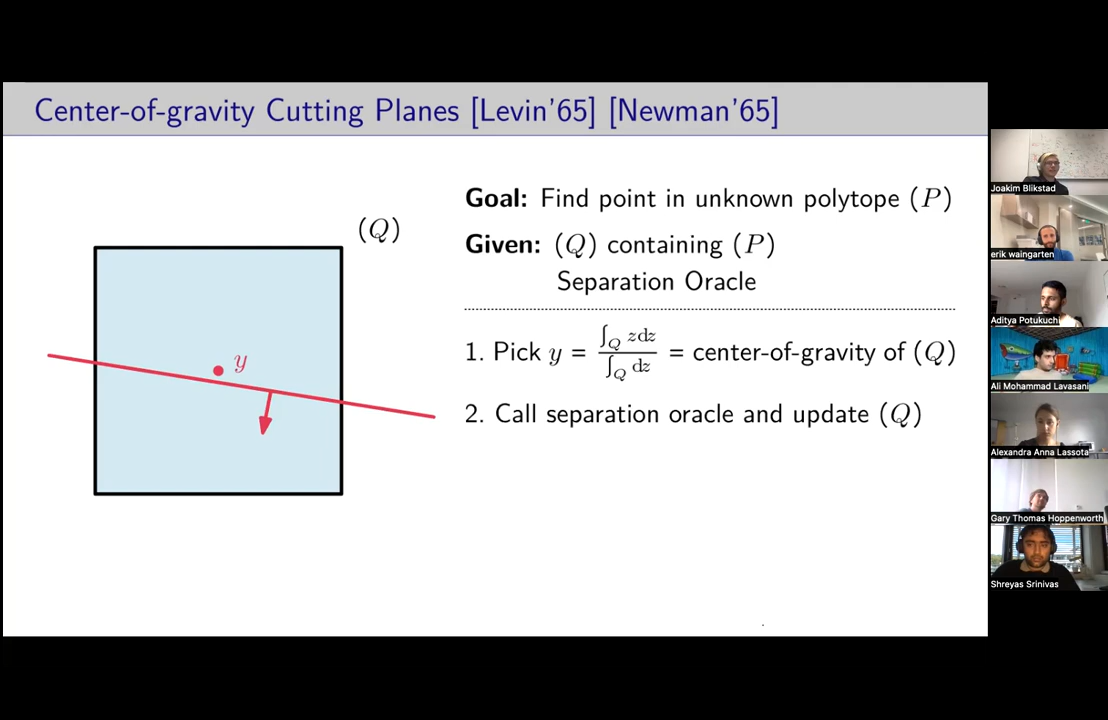 Center-of-gravity Cutting Planes [Levin'65] [Newman'65]
(Q)
y
Goal: Find point in unknown polytope (P)
Given: (Q) containing (P)
Separation Oracle
1. Pick y = ∫_Q zdz / ∫_Q dz = center-of-gravity of (Q)
2. Call separation oracle and update (Q)
Joakim Blikstad
erik waingarten
Aditya Potukuchi
Ali Mohammad Lavasani
Alexandra Anna Lassota
Gary Thomas Hoppenworth
Shreyas Srinivas